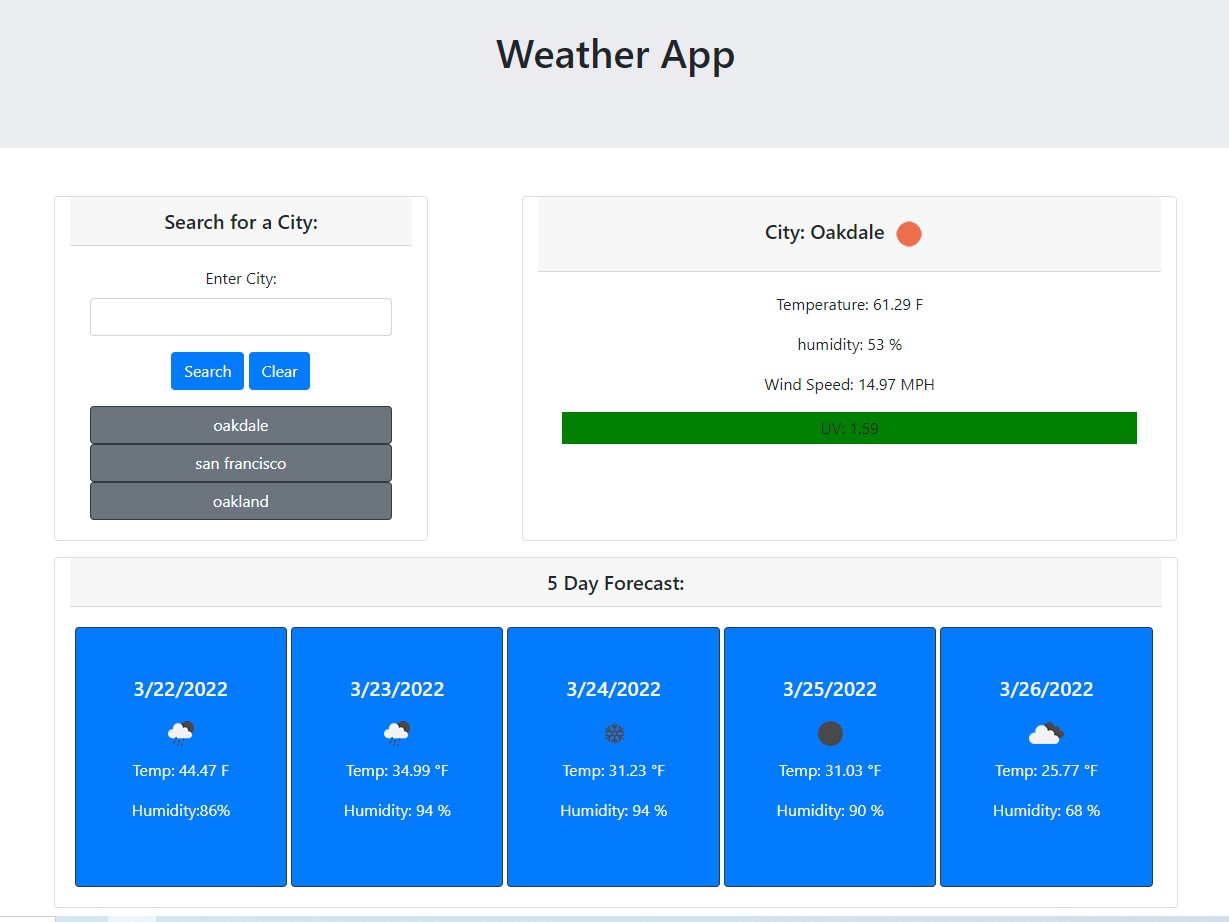 Weather App
Search for a City:
Enter City:
Search Clear
oakdale
san francisco
oakland
City: Oakdale
Temperature: 61.29 F
humidity: 53 %
Wind Speed: 14.97 MPH
UV: 1.59
5 Day Forecast:
3/22/2022
Temp: 44.47 F
Humidity:86%
3/23/2022
Temp: 34.99 °F
Humidity: 94 %
3/24/2022
Temp: 31.23 °F
Humidity: 94 %
3/25/2022
Temp: 31.03 °F
Humidity: 90 %
3/26/2022
Temp: 25.77 °F
Humidity: 68 %